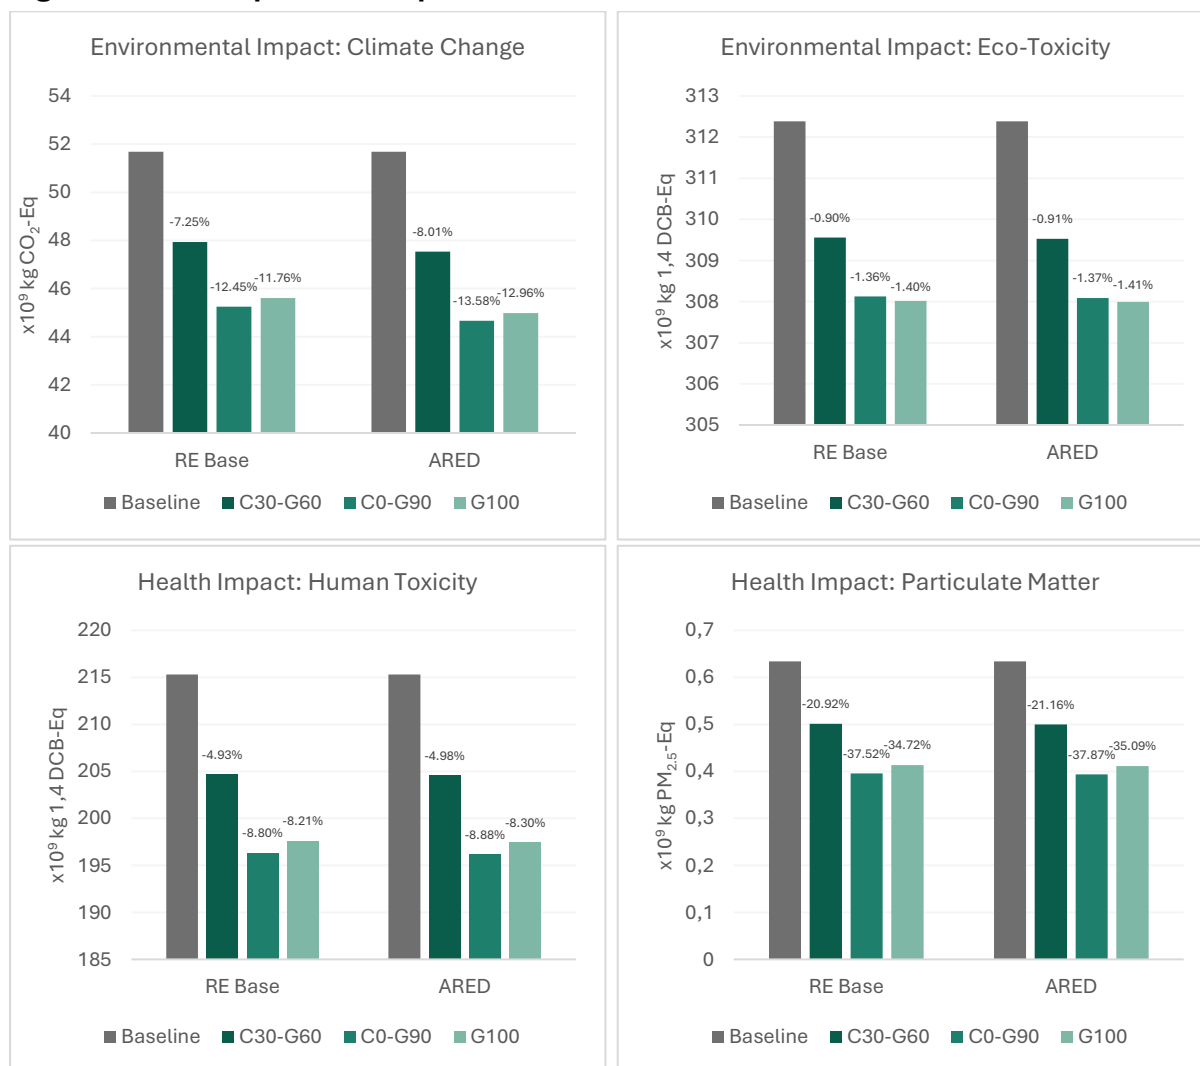 Environmental Impact: Climate Change
54
52
50
48
46
44
42
40
x10⁹ kg CO₂-Eq
-7.25%
-12.45%
-11.76%
-8.01%
-13.58%
-12.96%
RE Base
ARED
Baseline C30-G60 C0-G90 G100
Environmental Impact: Eco-Toxicity
313
312
311
310
309
308
307
306
305
x10⁹ kg 1,4 DCB-Eq
-0.90%
-1.36%
-1.40%
-0.91%
-1.37%
-1.41%
RE Base
ARED
Baseline C30-G60 C0-G90 G100
Health Impact: Human Toxicity
220
215
210
205
200
195
190
185
x10⁹ kg 1,4 DCB-Eq
-4.93%
-8.80%
-8.21%
-4.98%
-8.88%
-8.30%
RE Base
ARED
Baseline C30-G60 C0-G90 G100
Health Impact: Particulate Matter
0,7
0,6
0,5
0,4
0,3
0,2
0,1
0
x10⁹ kg PM₂.₅-Eq
-20.92%
-37.52%
-34.72%
-21.16%
-37.87%
-35.09%
RE Base
ARED
Baseline C30-G60 C0-G90 G100